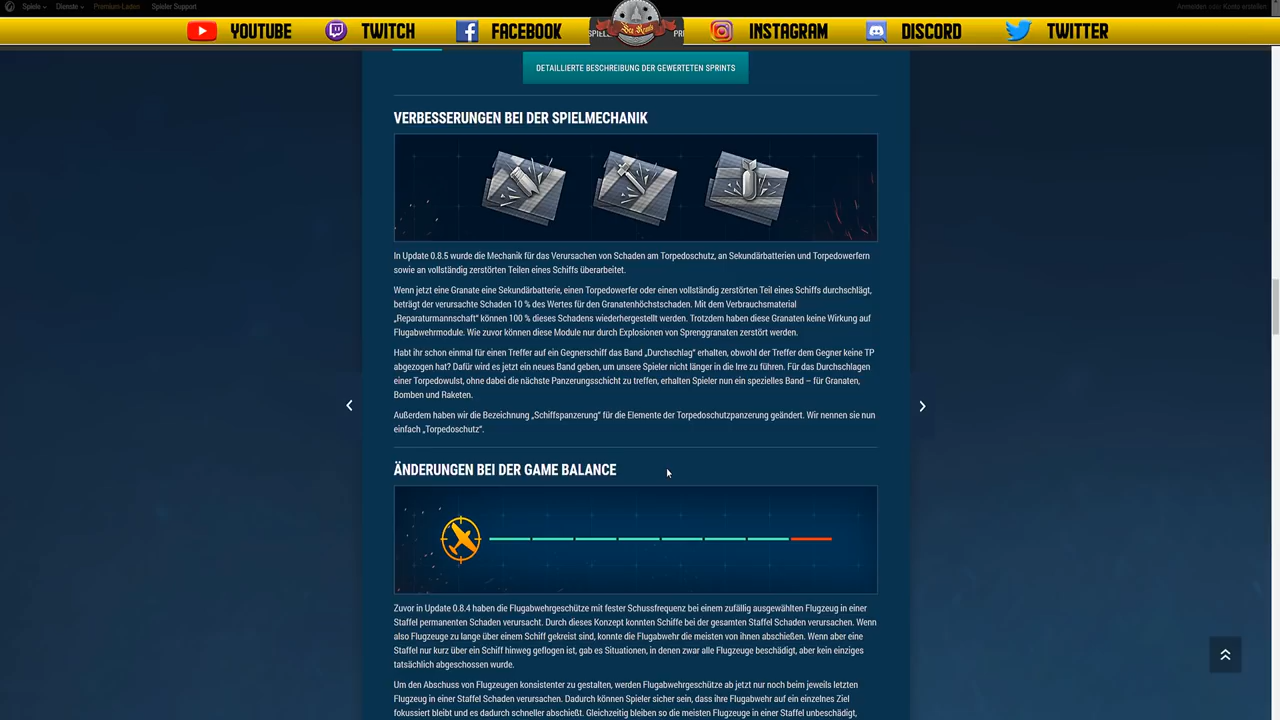 Spiele Dienste Premium-Laden Spieler Support
Anmelden oder Konto erstellen
YOUTUBE TWITCH FACEBOOK INSTAGRAM DISCORD TWITTER
DETAILLIERTE BESCHREIBUNG DER GEWERTETEN SPRINTS
VERBESSERUNGEN BEI DER SPIELMECHANIK
In Update 0.8.5 wurde die Mechanik für das Verursachen von Schaden am Torpedoschutz, an Sekundärbatterien und Torpedowerfern
sowie an vollständig zerstörten Teilen eines Schiffs überarbeitet.
Wenn jetzt eine Granate eine Sekundärbatterie, einen Torpedowerfer oder einen vollständig zerstörten Teil eines Schiffs durchschlägt,
beträgt der verursachte Schaden 10 % des Wertes für den Granatenhöchstschaden. Mit dem Verbrauchsmaterial
„Reparaturmannschaft“ können 100 % dieses Schadens wiederhergestellt werden. Trotzdem haben diese Granaten keine Wirkung auf
Flugabwehrmodule. Wie zuvor können diese Module nur durch Explosionen von Sprenggranaten zerstört werden.
Habt ihr schon einmal für einen Treffer auf ein Gegnerschiff das Band „Durchschlag“ erhalten, obwohl der Treffer dem Gegner keine TP
abgezogen hat? Dafür wird es jetzt ein neues Band geben, um unsere Spieler nicht länger in die Irre zu führen. Für das Durchschlagen
einer Torpedowulst, ohne dabei die nächste Panzerungsschicht zu treffen, erhalten Spieler nun ein spezielles Band – für Granaten,
Bomben und Raketen.
Außerdem haben wir die Bezeichnung „Schiffspanzerung“ für die Elemente der Torpedoschutzpanzerung geändert. Wir nennen sie nun
einfach „Torpedoschutz“.
ÄNDERUNGEN BEI DER GAME BALANCE
Zuvor in Update 0.8.4 haben die Flugabwehrgeschütze mit fester Schussfrequenz bei einem zufällig ausgewählten Flugzeug in einer
Staffel permanenten Schaden verursacht. Durch dieses Konzept konnten Schiffe bei der gesamten Staffel Schaden verursachen. Wenn
also Flugzeuge zu lange über einem Schiff gekreist sind, konnte die Flugabwehr die meisten von ihnen abschießen. Wenn aber eine
Staffel nur kurz über ein Schiff hinweg geflogen ist, gab es Situationen, in denen zwar alle Flugzeuge beschädigt, aber kein einziges
tatsächlich abgeschossen wurde.
Um den Abschuss von Flugzeugen konsistenter zu gestalten, werden Flugabwehrgeschütze ab jetzt nur noch beim jeweils letzten
Flugzeug in einer Staffel Schaden verursachen. Dadurch können Spieler sicher sein, dass ihre Flugabwehr auf ein einzelnes Ziel
fokussiert bleibt und es dadurch schneller abschießt. Gleichzeitig bleiben so die meisten Flugzeuge in einer Staffel unbeschädigt,